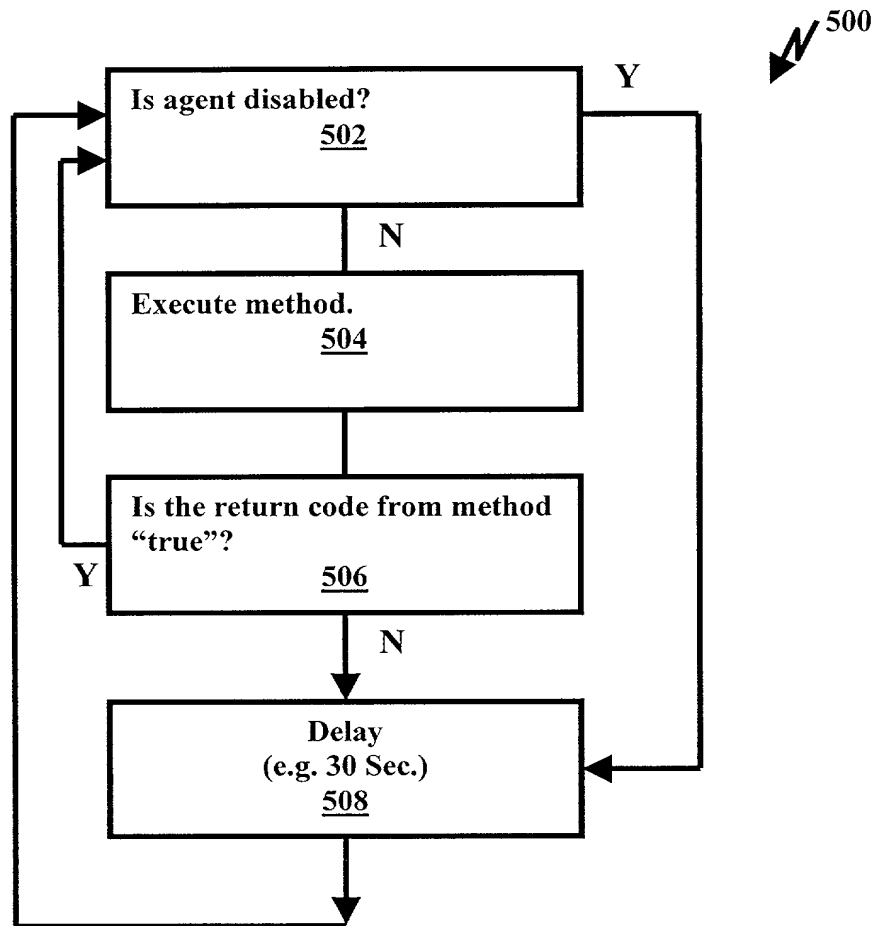 500
Is agent disabled?
502
Y
N
Execute method.
504
Is the return code from method
“true”?
506
Y
N
Delay
(e.g. 30 Sec.)
508